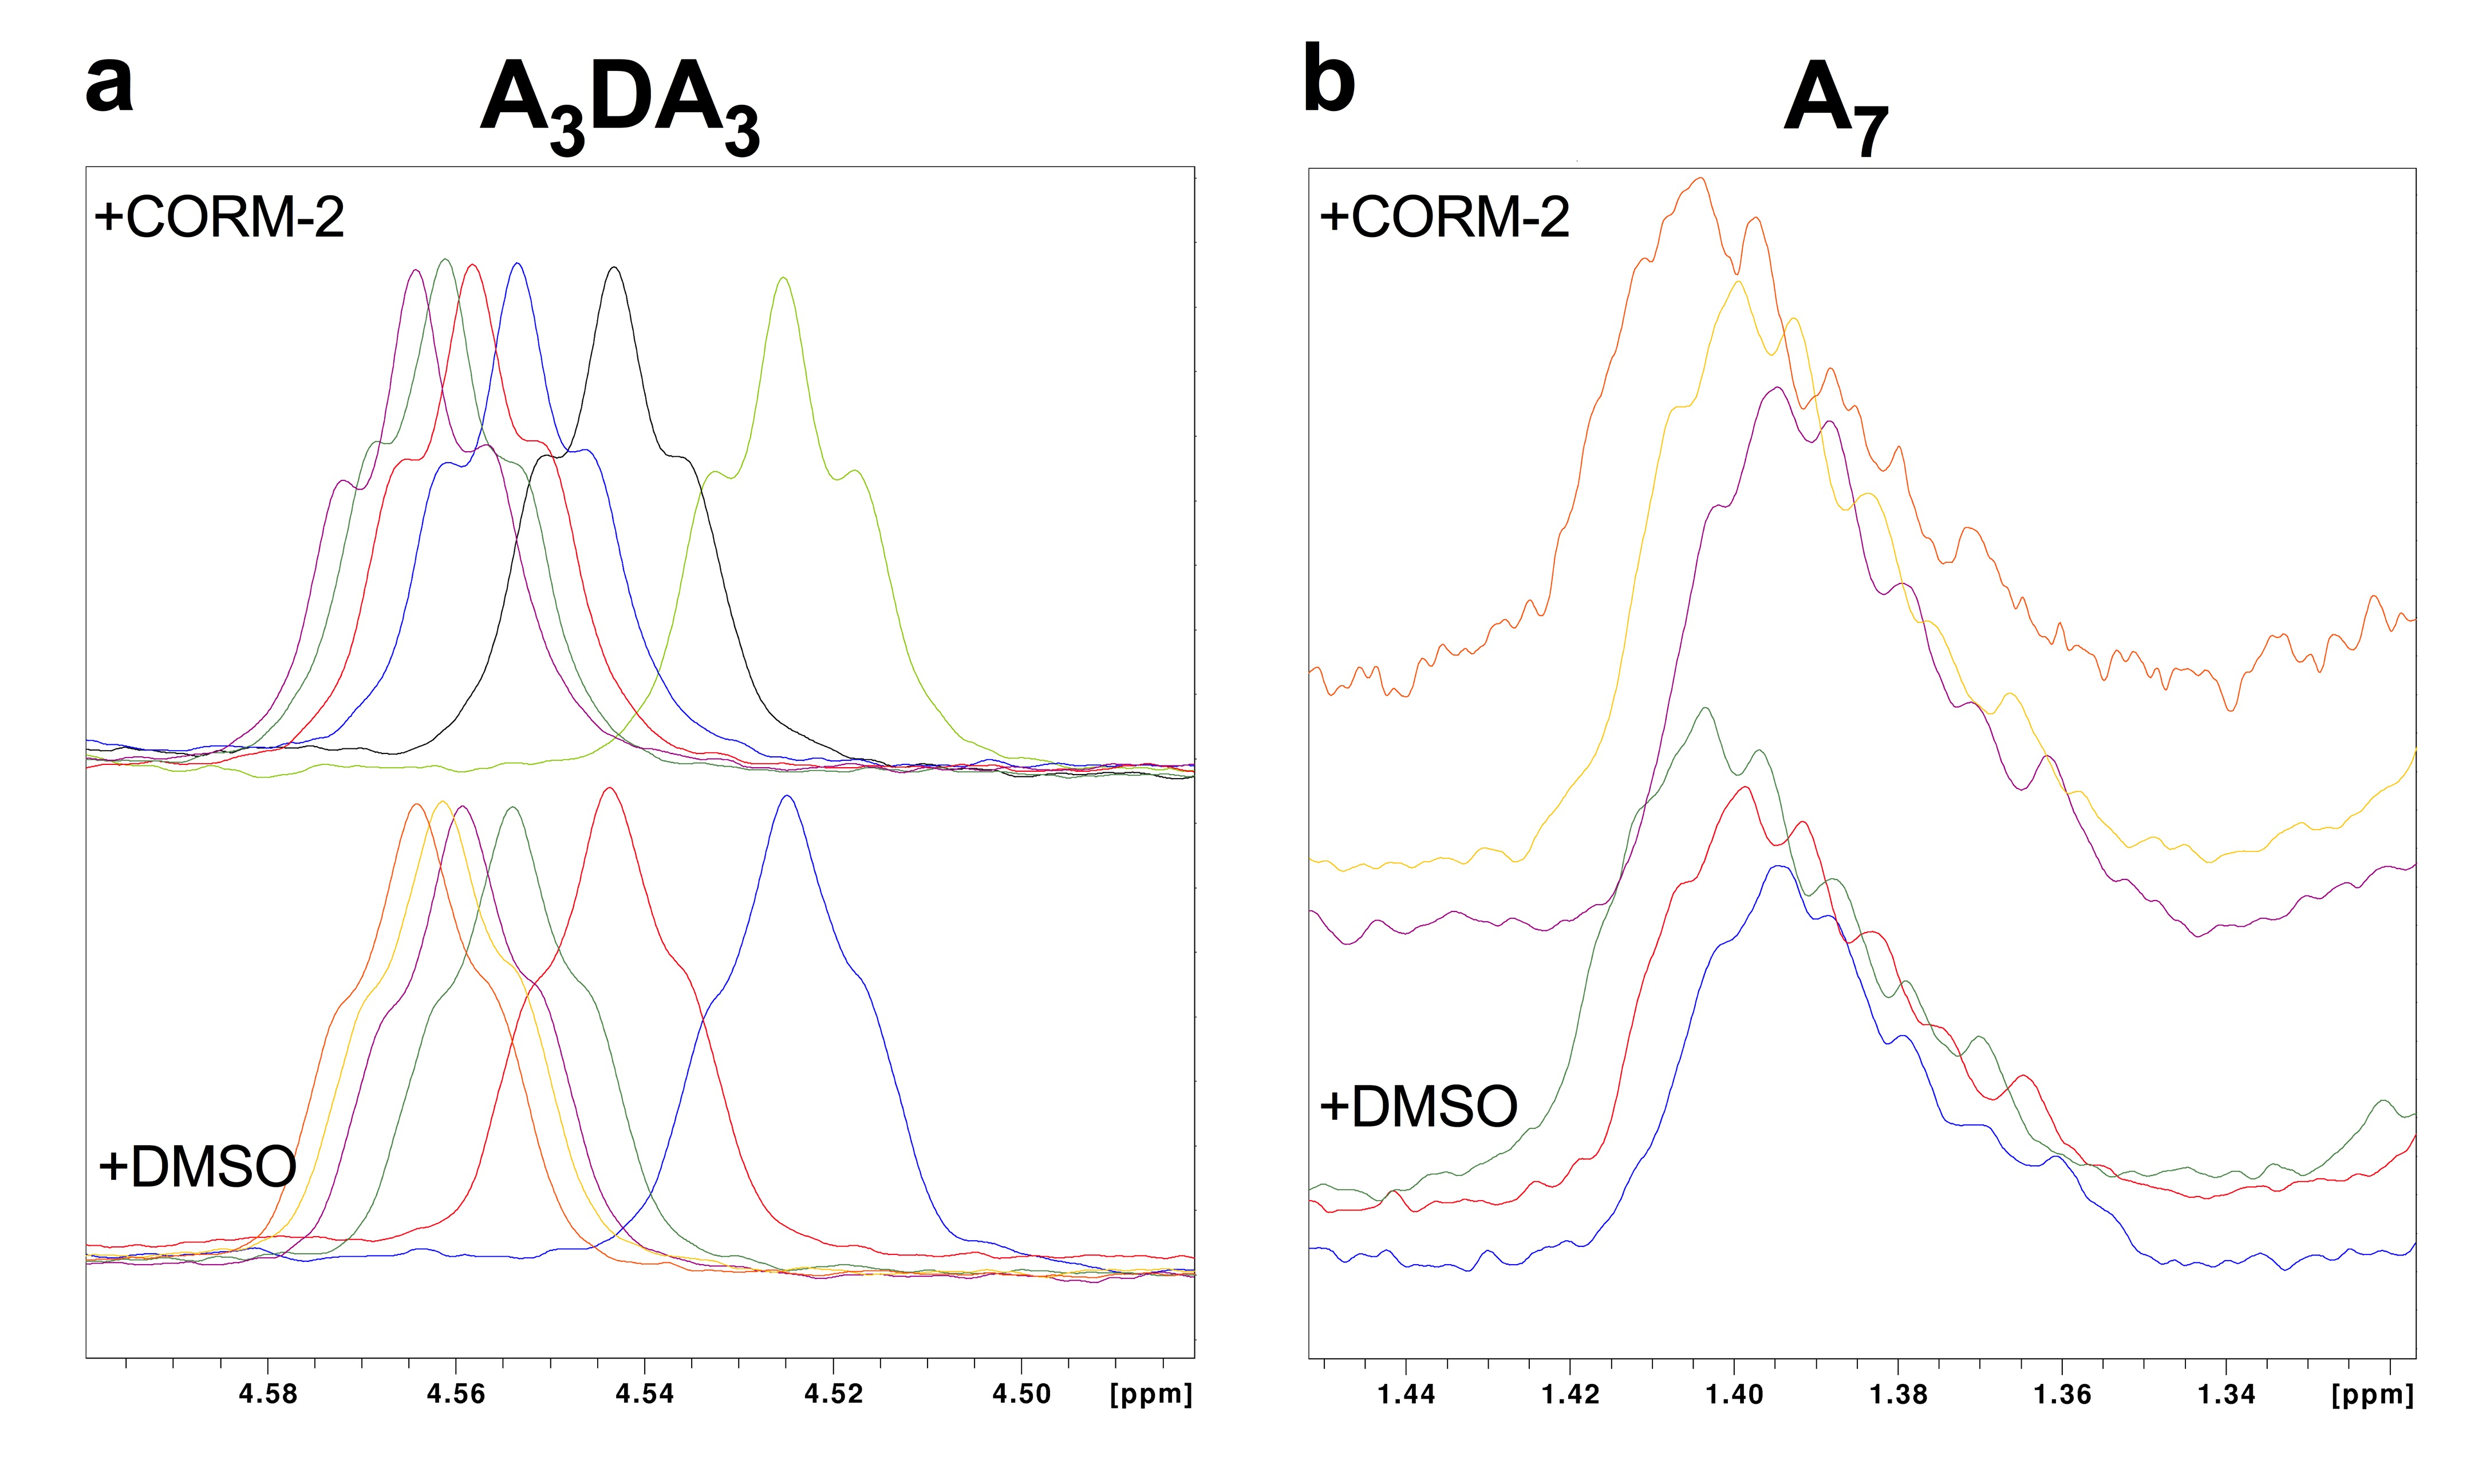 a
A₃DA₃
+CORM-2
+DMSO
4.58 4.56 4.54 4.52 4.50 [ppm]
b
A₇
+CORM-2
+DMSO
1.44 1.42 1.40 1.38 1.36 1.34 [ppm]